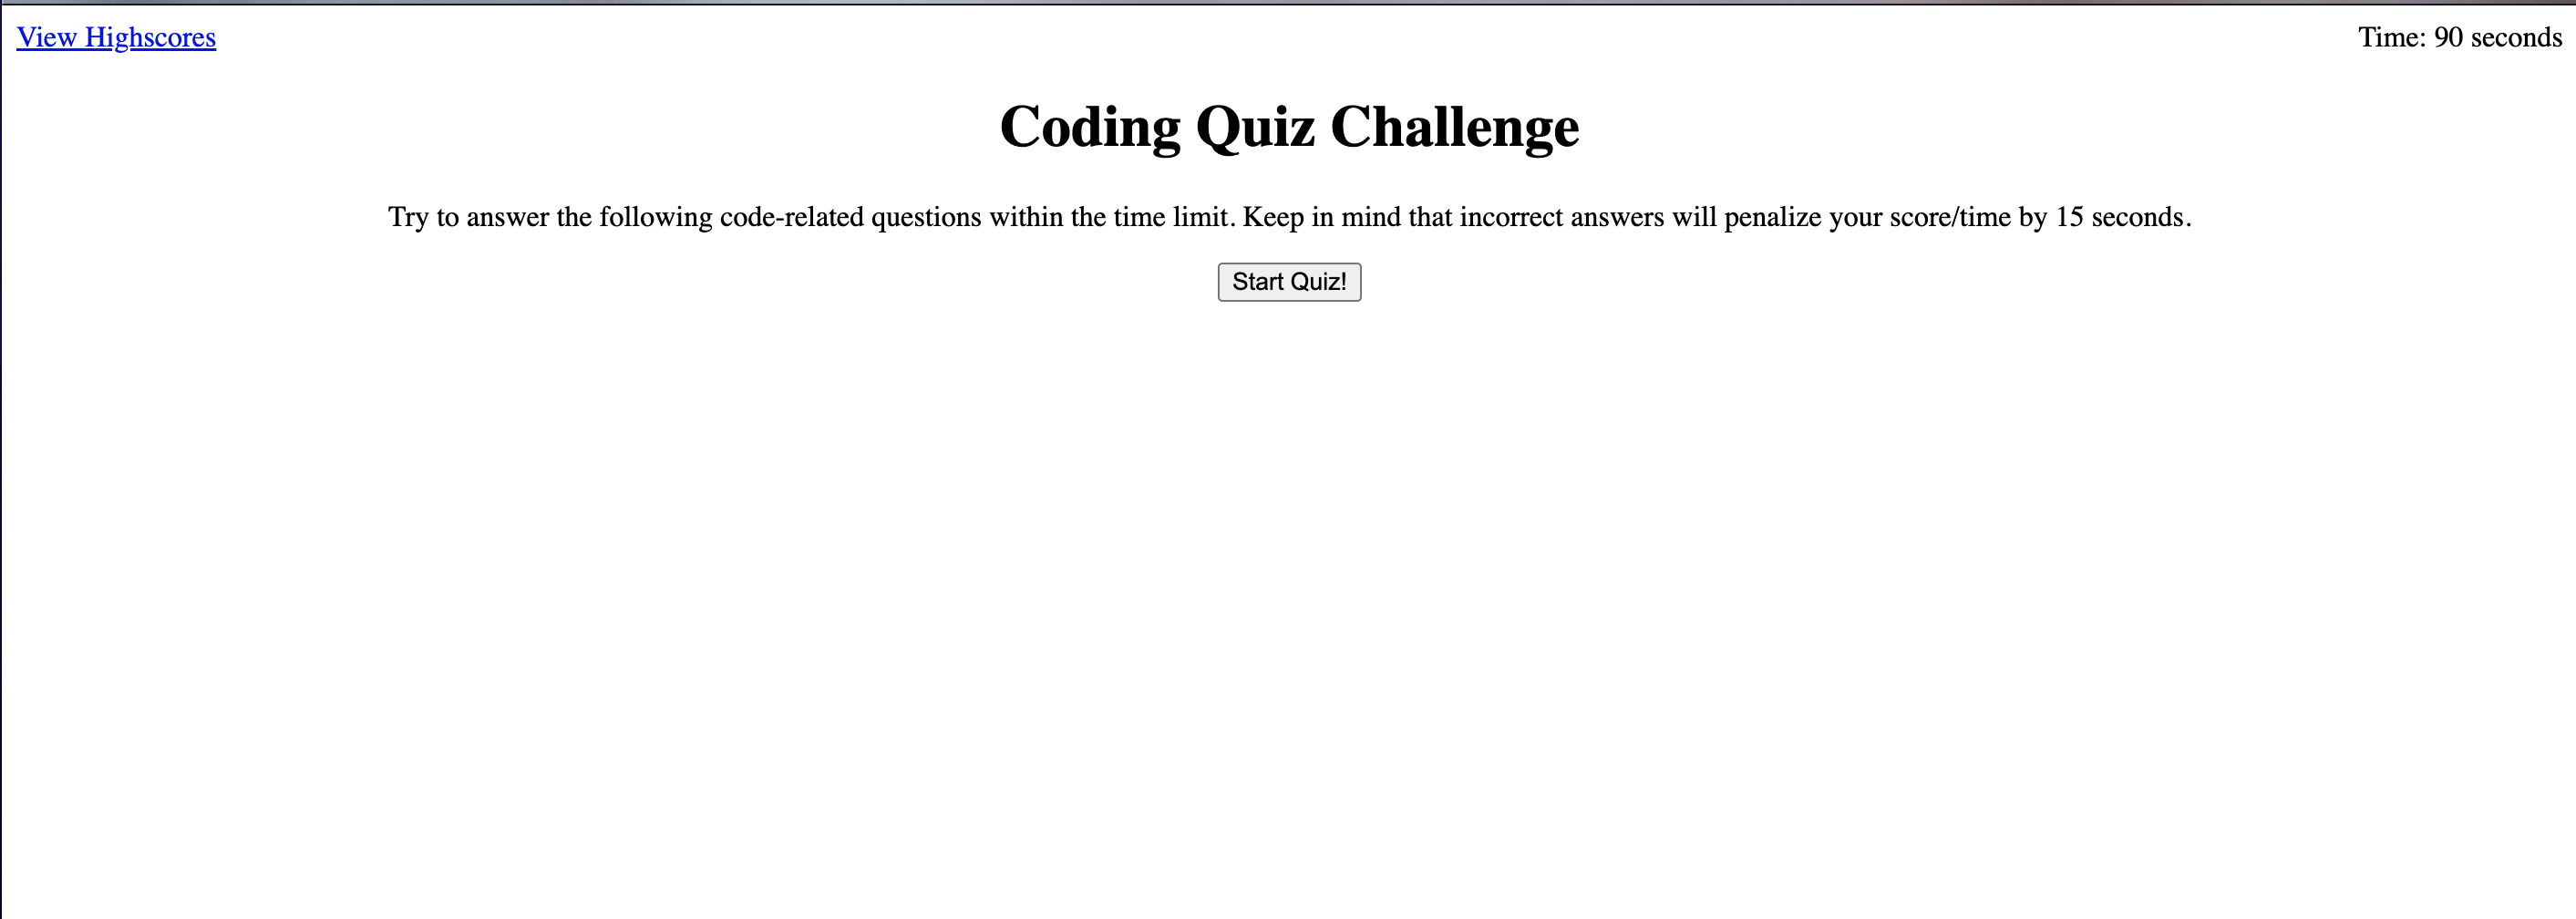 View Highscores
Time: 90 seconds
Coding Quiz Challenge
Try to answer the following code-related questions within the time limit. Keep in mind that incorrect answers will penalize your score/time by 15 seconds.
Start Quiz!